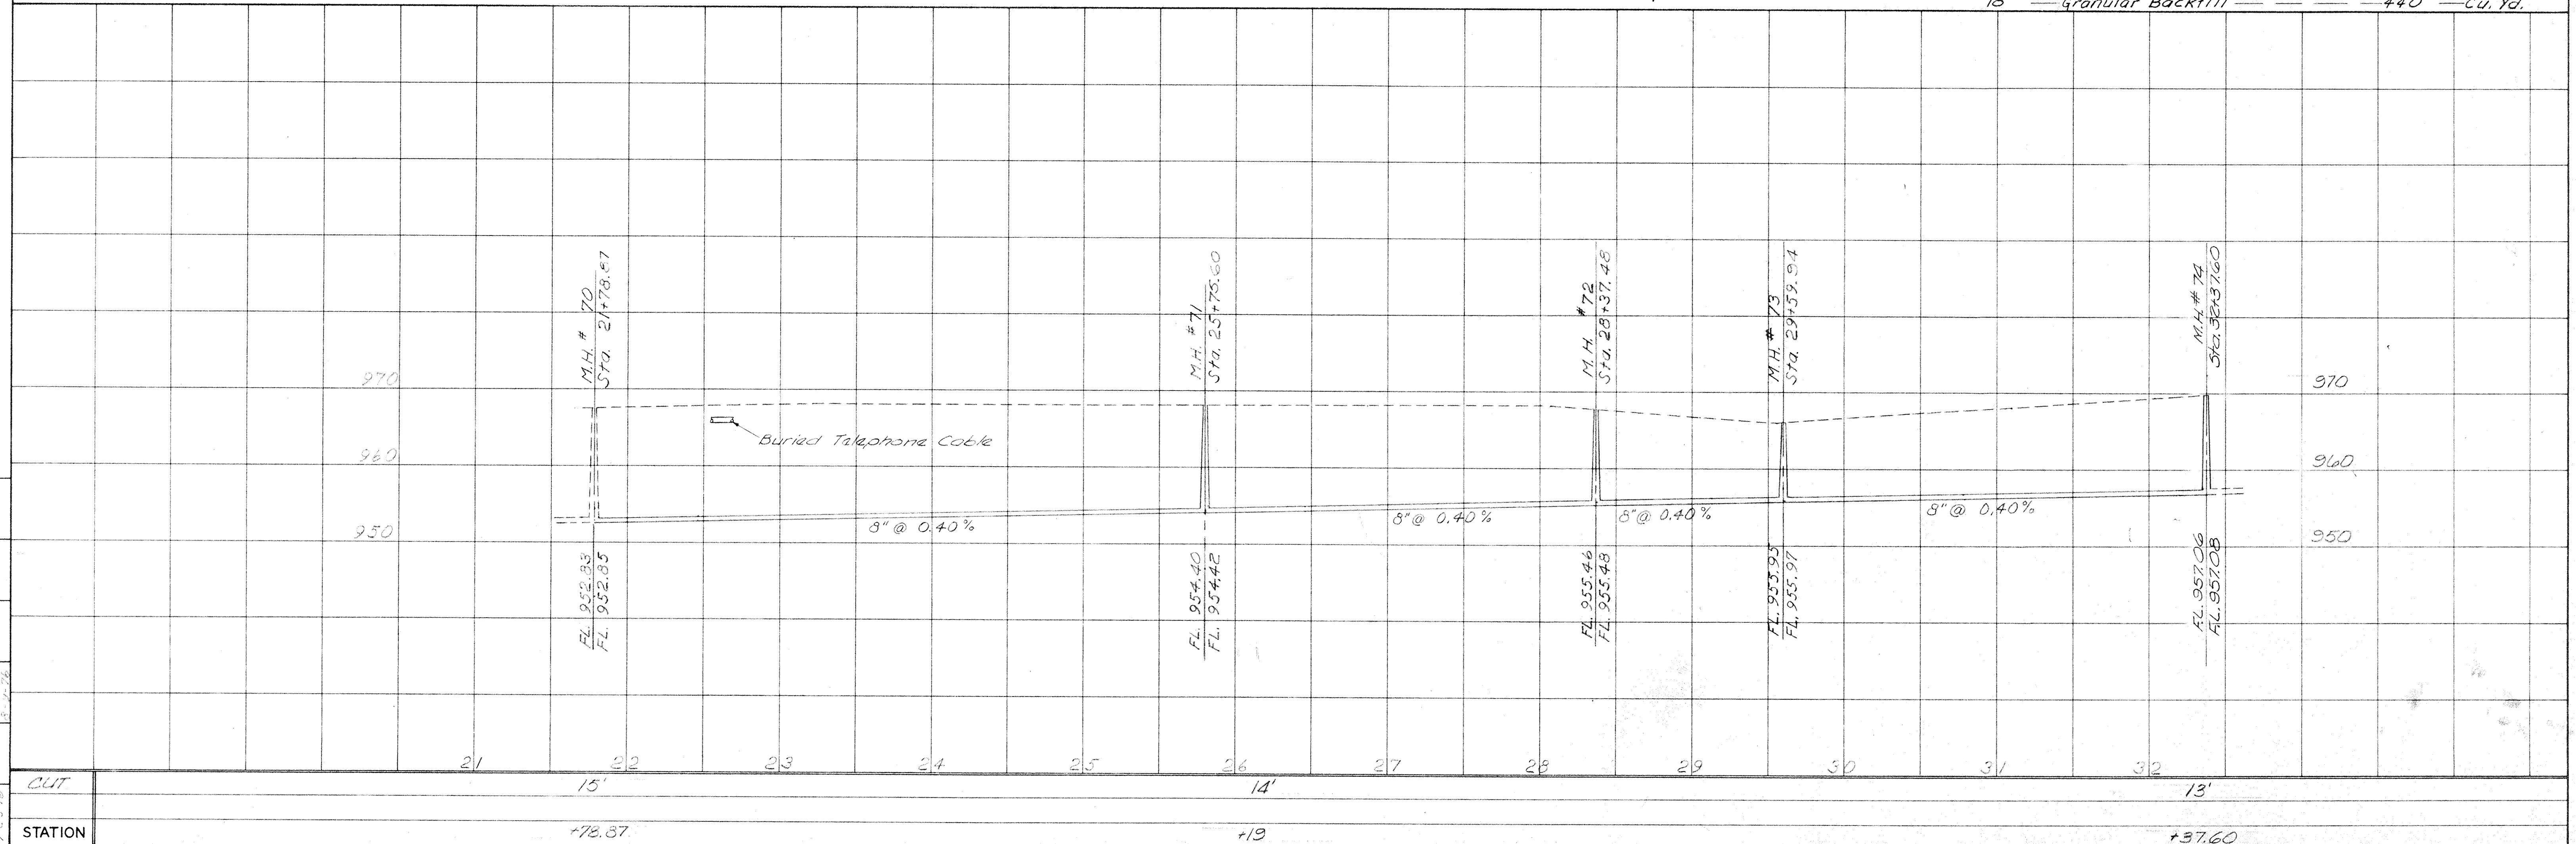 18 — Granular Backfill — — — — 440 — Cu. Yd.
M.H. # 70
Sta. 21+78.87
M.H. # 71
Sta. 25+75.60
M.H. # 72
Sta. 28+37.48
M.H. # 73
Sta. 29+59.94
M.H. # 74
Sta. 32+37.60
970
970
Buried Telephone Cable
960
960
950
8" @ 0.40%
8" @ 0.40%
8" @ 0.40%
8" @ 0.40%
950
FL. 952.83
FL. 952.85
FL. 954.40
FL. 954.42
FL. 955.46
FL. 955.48
FL. 955.95
FL. 955.97
FL. 957.06
FL. 957.08
21 22 23 24 25 26 27 28 29 30 31 32
CUT 15' 14' 13'
STATION +78.87 +19 +37.60